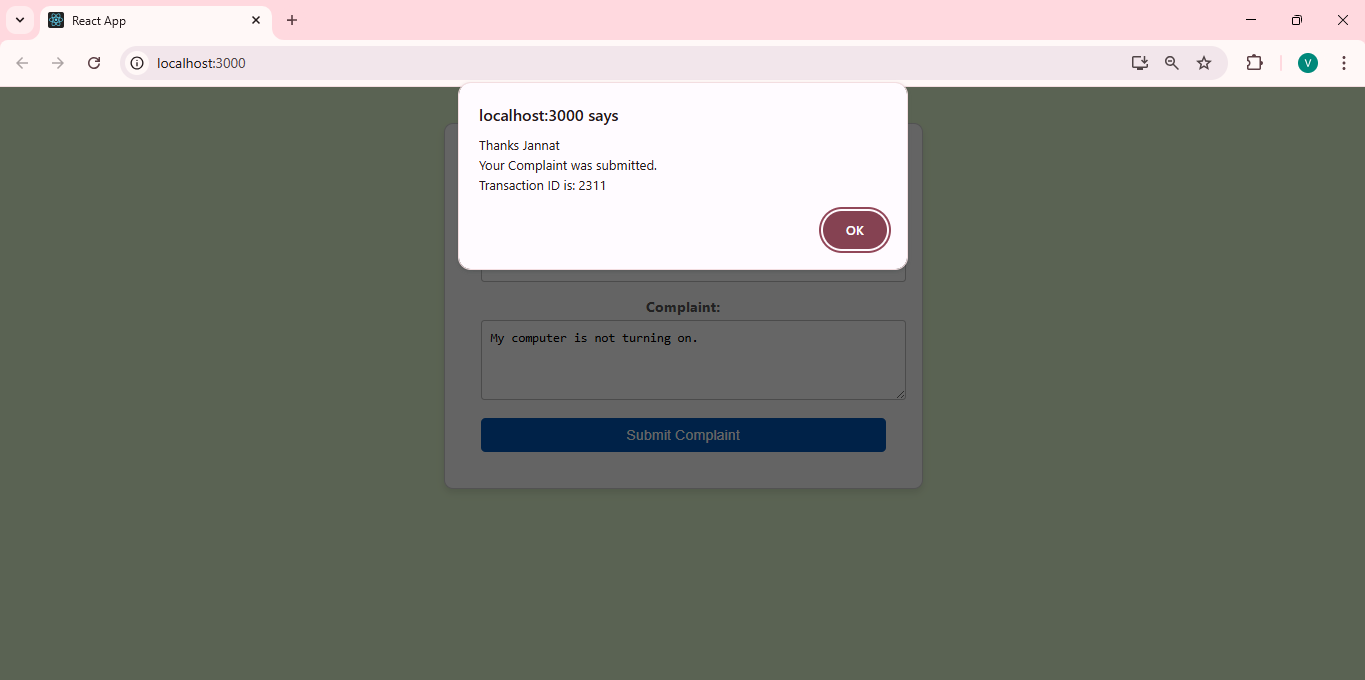 React App
localhost:3000
V
localhost:3000 says
Thanks Jannat
Your Complaint was submitted.
Transaction ID is: 2311
OK
Complaint:
My computer is not turning on.
Submit Complaint